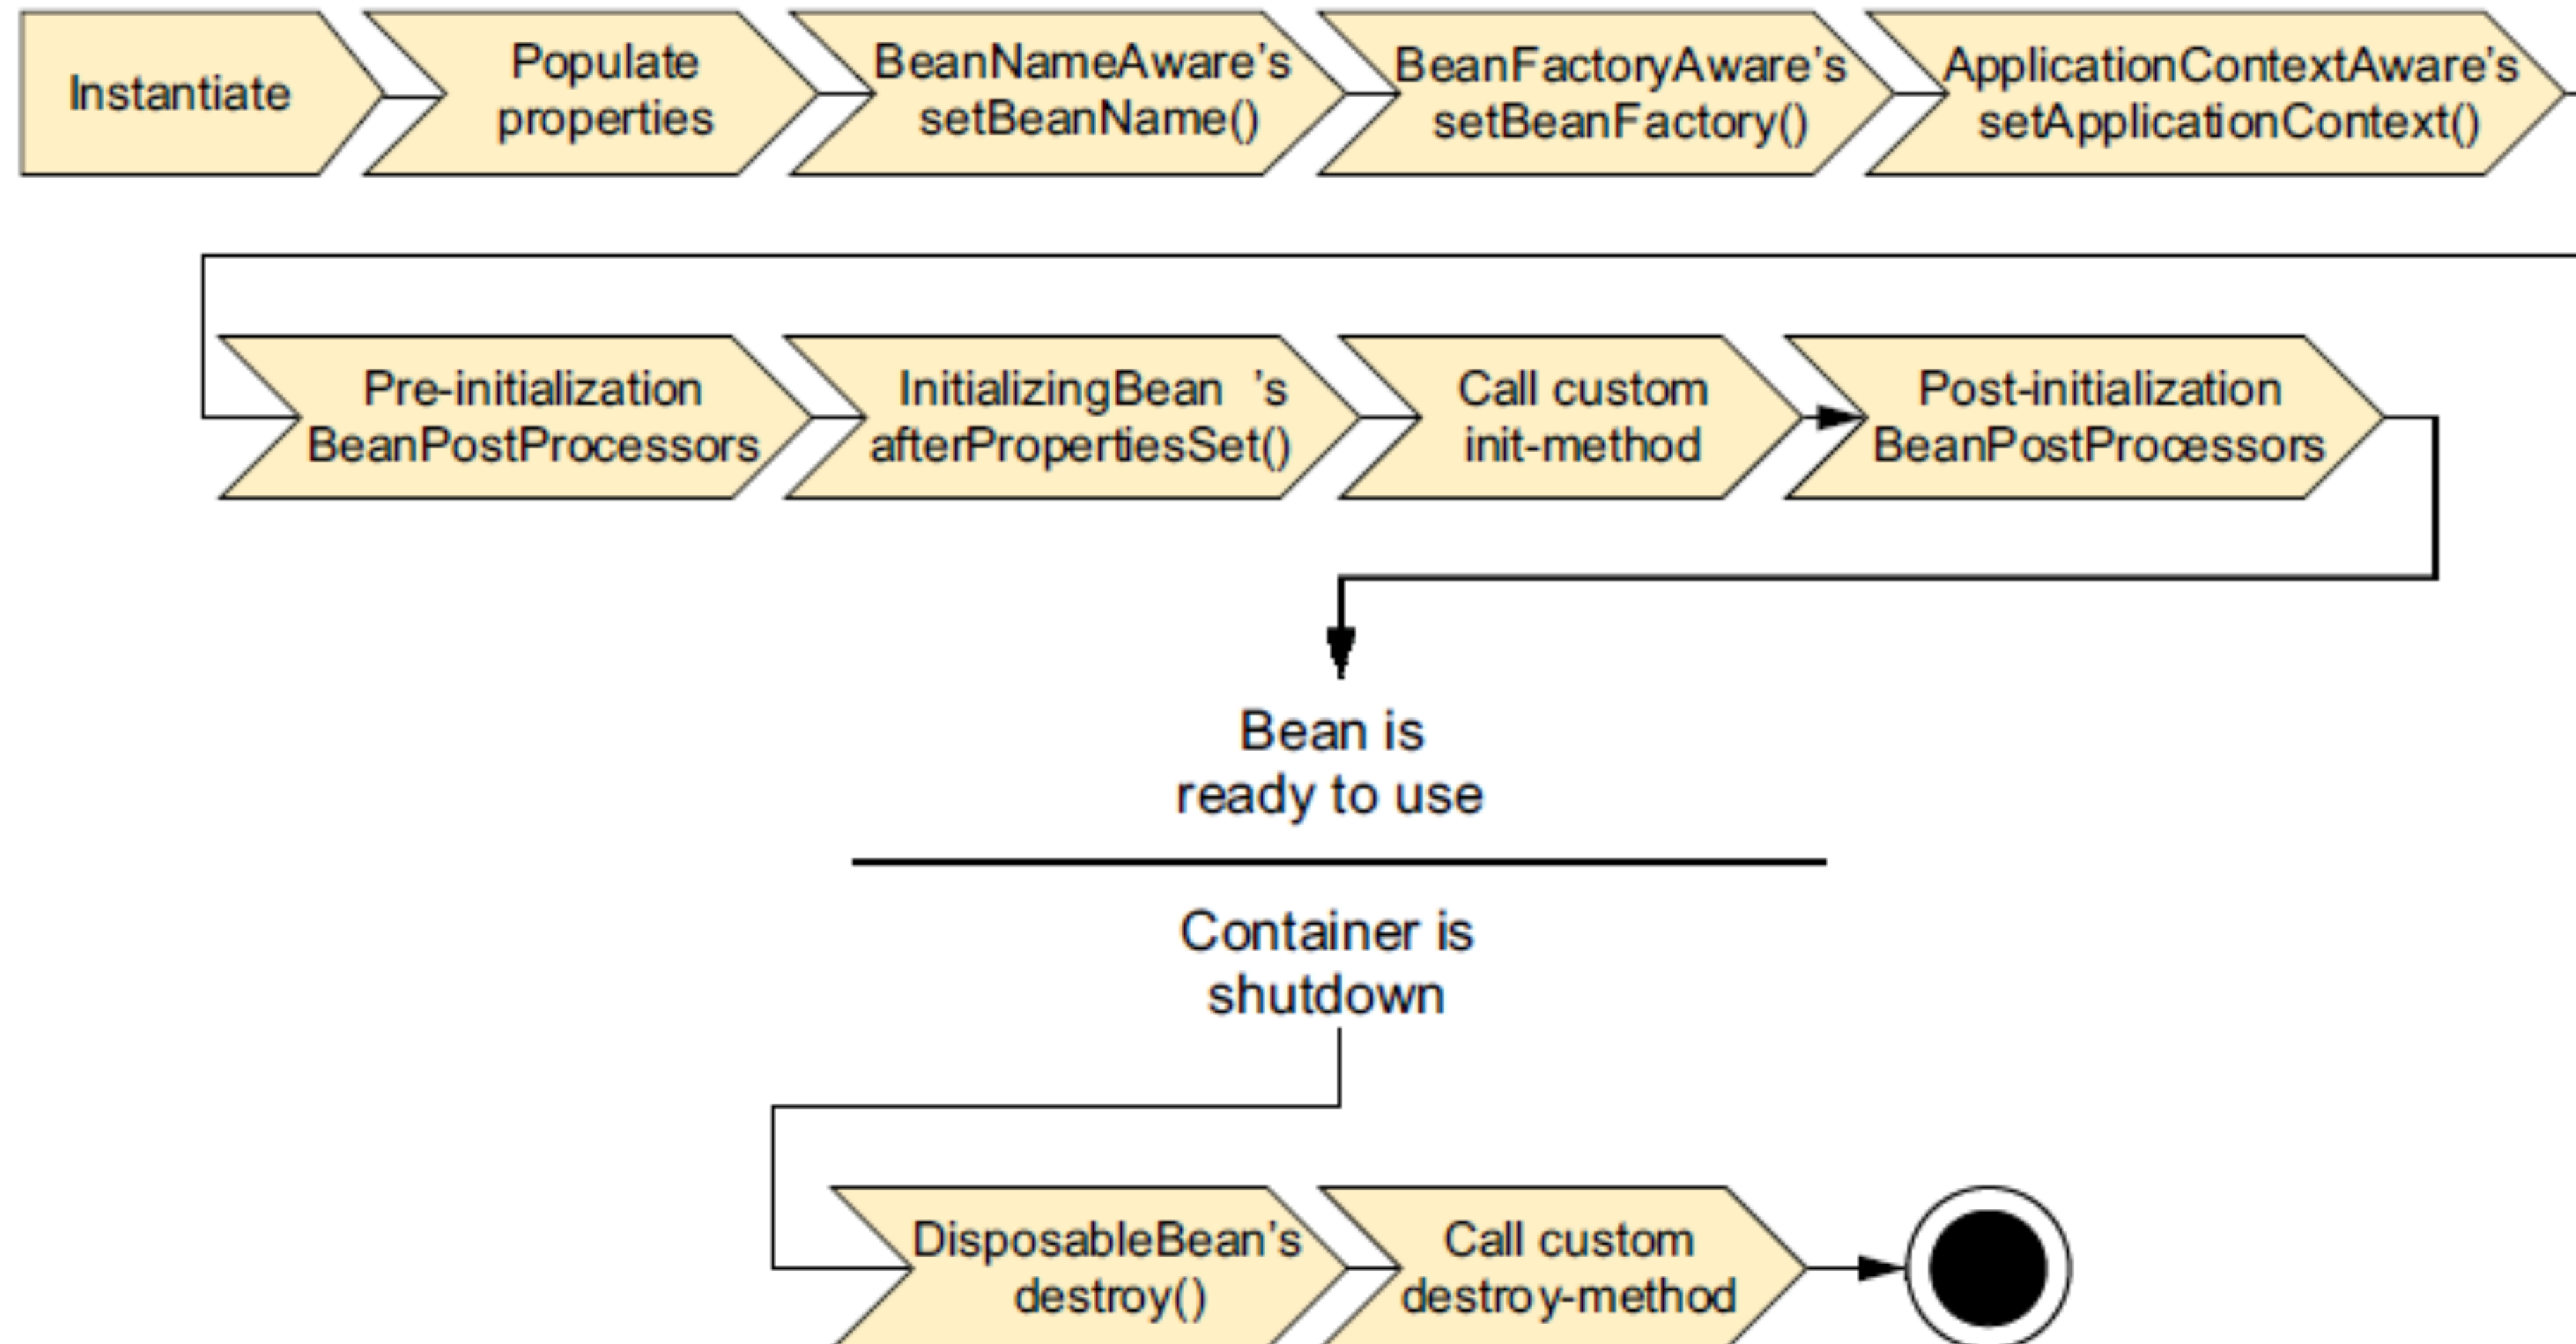 Instantiate
Populate
properties
BeanNameAware's
setBeanName()
BeanFactoryAware's
setBeanFactory()
ApplicationContextAware's
setApplicationContext()
Pre-initialization
BeanPostProcessors
InitializingBean 's
afterPropertiesSet()
Call custom
init-method
Post-initialization
BeanPostProcessors
Bean is
ready to use
Container is
shutdown
DisposableBean's
destroy()
Call custom
destroy-method